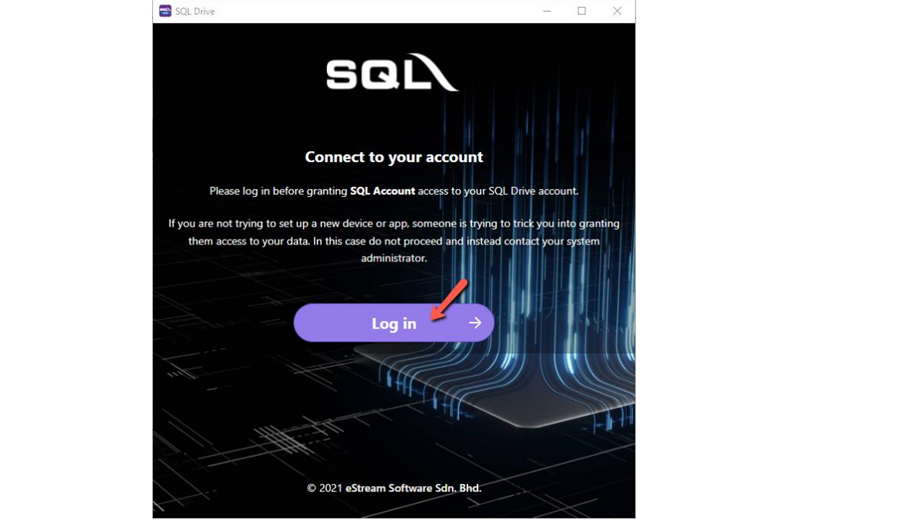 SQL Drive
SQL
Connect to your account
Please log in before granting SQL Account access to your SQL Drive account.
If you are not trying to set up a new device or app, someone is trying to trick you into granting
them access to your data. In this case do not proceed and instead contact your system
administrator.
Log in
© 2021 eStream Software Sdn. Bhd.